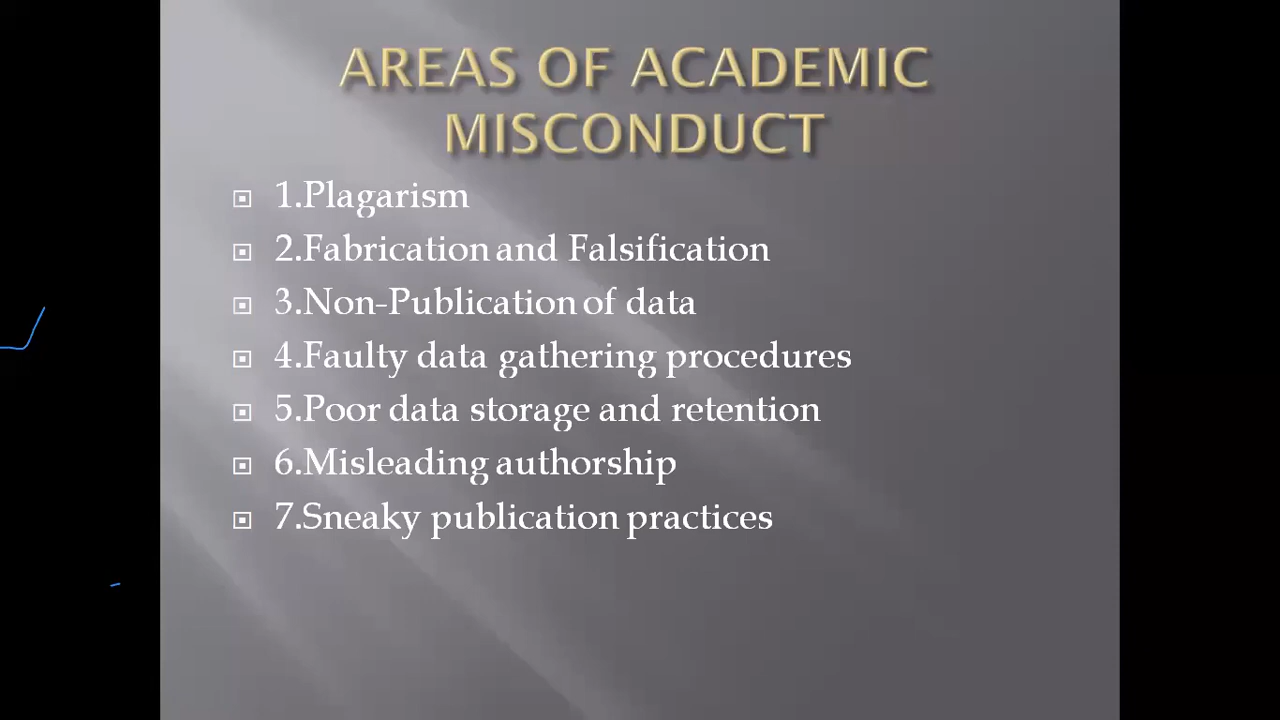 AREAS OF ACADEMIC
MISCONDUCT
1.Plagarism
2.Fabrication and Falsification
3.Non-Publication of data
4.Faulty data gathering procedures
5.Poor data storage and retention
6.Misleading authorship
7.Sneaky publication practices